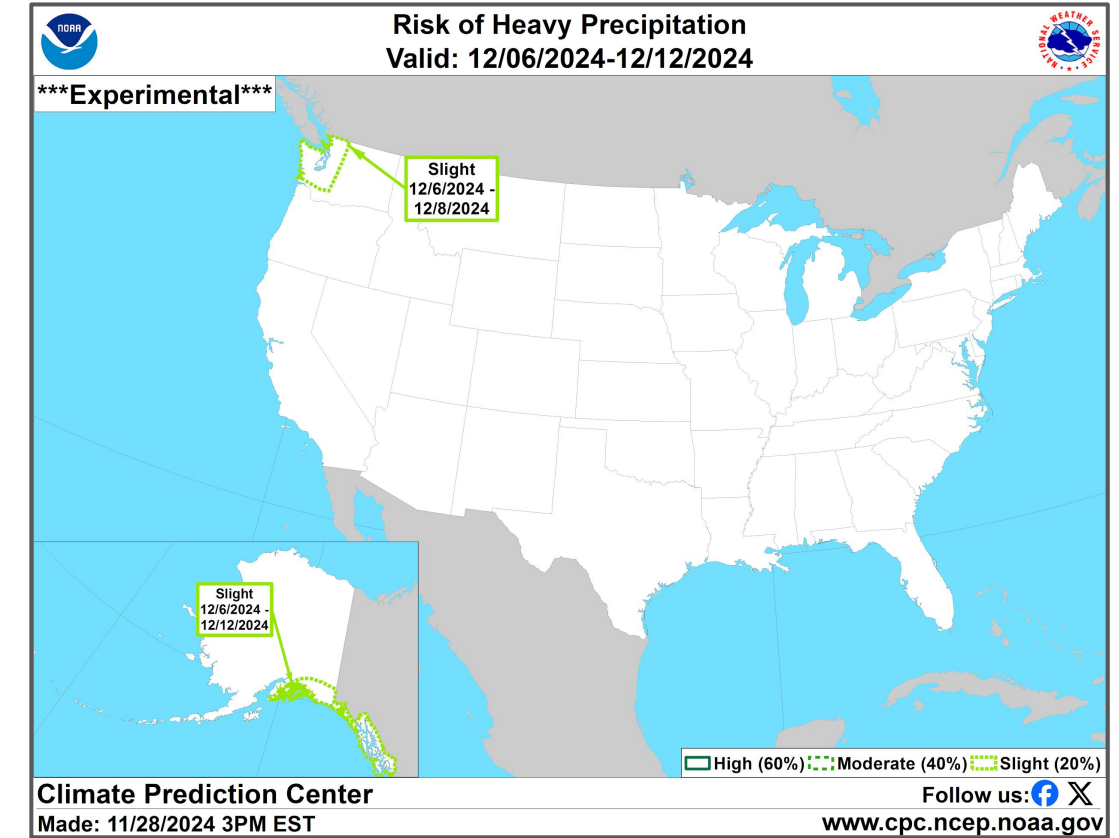 NOAA
Risk of Heavy Precipitation
Valid: 12/06/2024-12/12/2024
NATIONAL WEATHER SERVICE
***Experimental***
Slight
12/6/2024 -
12/8/2024
Slight
12/6/2024 -
12/12/2024
High (60%) Moderate (40%) Slight (20%)
Climate Prediction Center
Follow us:
Made: 11/28/2024 3PM EST
www.cpc.ncep.noaa.gov